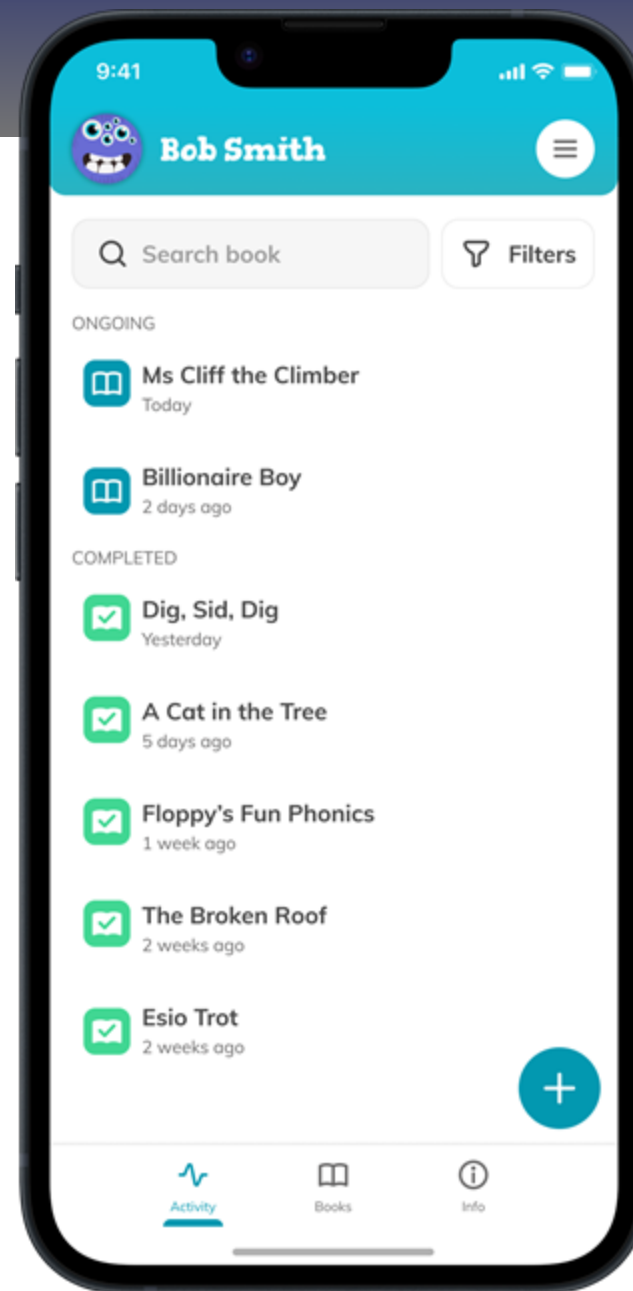 9:41
Bob Smith
Search book
Filters
ONGOING
Ms Cliff the Climber
Today
Billionaire Boy
2 days ago
COMPLETED
Dig, Sid, Dig
Yesterday
A Cat in the Tree
5 days ago
Floppy’s Fun Phonics
1 week ago
The Broken Roof
2 weeks ago
Esio Trot
2 weeks ago
Activity
Books
Info